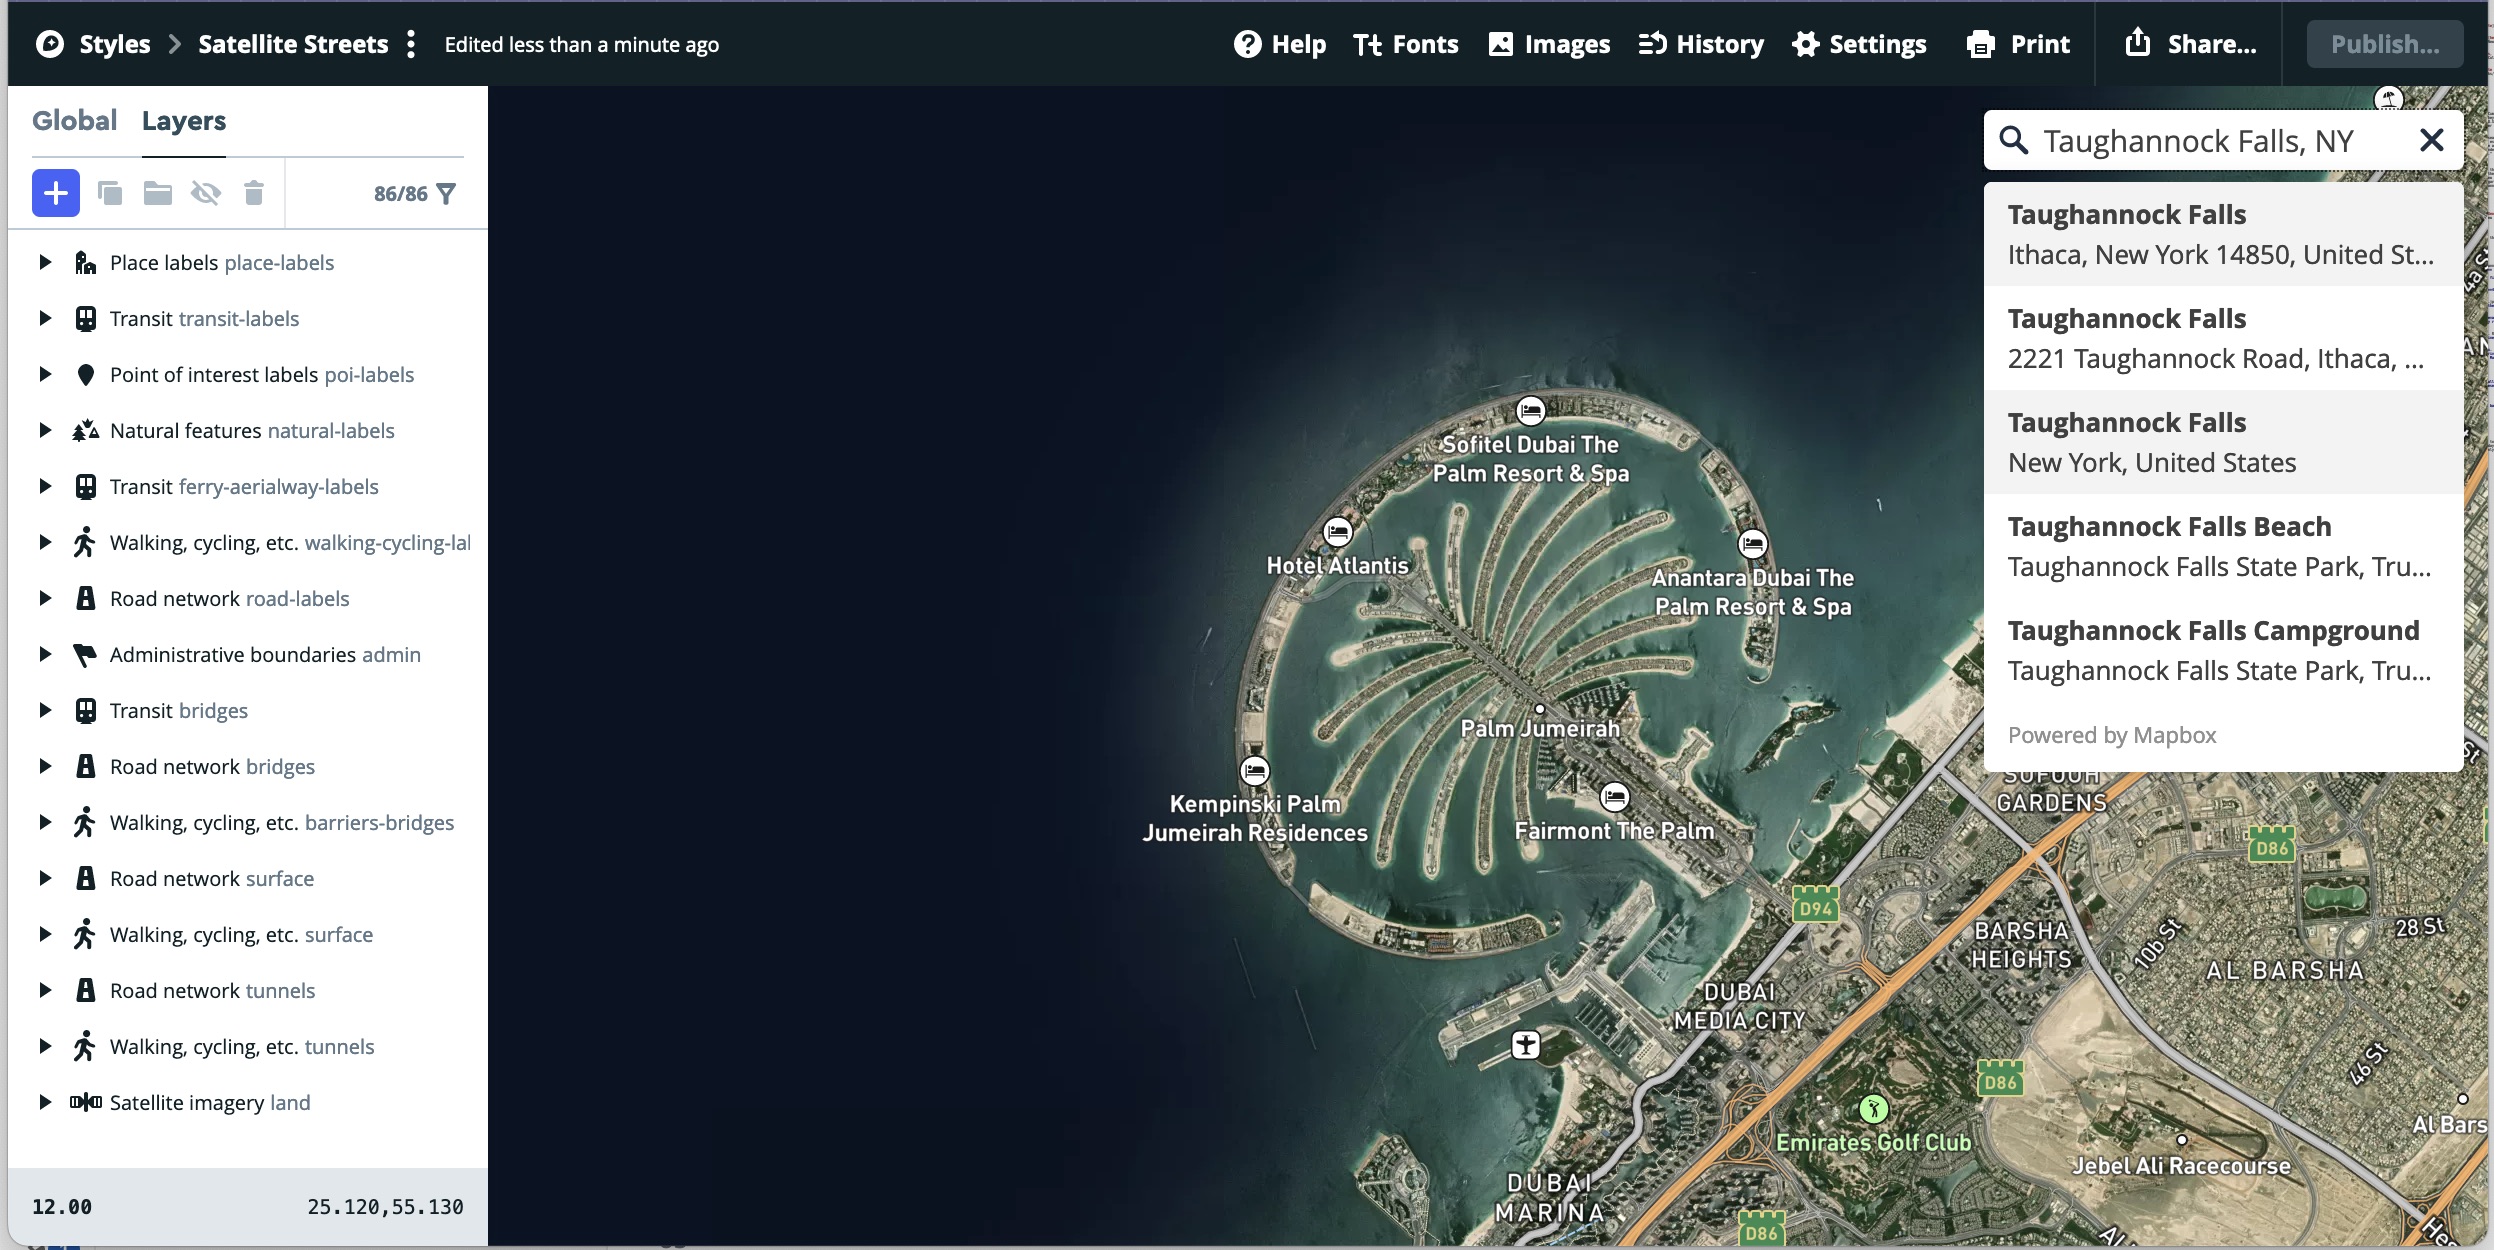 Styles Satellite Streets Edited less than a minute ago Help Fonts Images History Settings Print Share... Publish...
Global Layers
86/86
Place labels place-labels
Transit transit-labels
Point of interest labels poi-labels
Natural features natural-labels
Transit ferry-aerialway-labels
Walking, cycling, etc. walking-cycling-lal
Road network road-labels
Administrative boundaries admin
Transit bridges
Road network bridges
Walking, cycling, etc. barriers-bridges
Road network surface
Walking, cycling, etc. surface
Road network tunnels
Walking, cycling, etc. tunnels
Satellite imagery land
12.00 25.120,55.130
Taughannock Falls, NY
Taughannock Falls
Ithaca, New York 14850, United St...
Taughannock Falls
2221 Taughannock Road, Ithaca, ...
Taughannock Falls
New York, United States
Taughannock Falls Beach
Taughannock Falls State Park, Tru...
Taughannock Falls Campground
Taughannock Falls State Park, Tru...
Powered by Mapbox
Sofitel Dubai The
Palm Resort & Spa
Hotel Atlantis
Anantara Dubai The
Palm Resort & Spa
Palm Jumeirah
Kempinski Palm
Jumeirah Residences
Fairmont The Palm
SUFOUH
GARDENS
D86
D94
BARSHA
HEIGHTS
10b St
28 St
AL BARSHA
DUBAI
MEDIA CITY
D86
46 St
Emirates Golf Club
Al Bars
Jebel Ali Racecourse
DUBAI
MARINA
D86